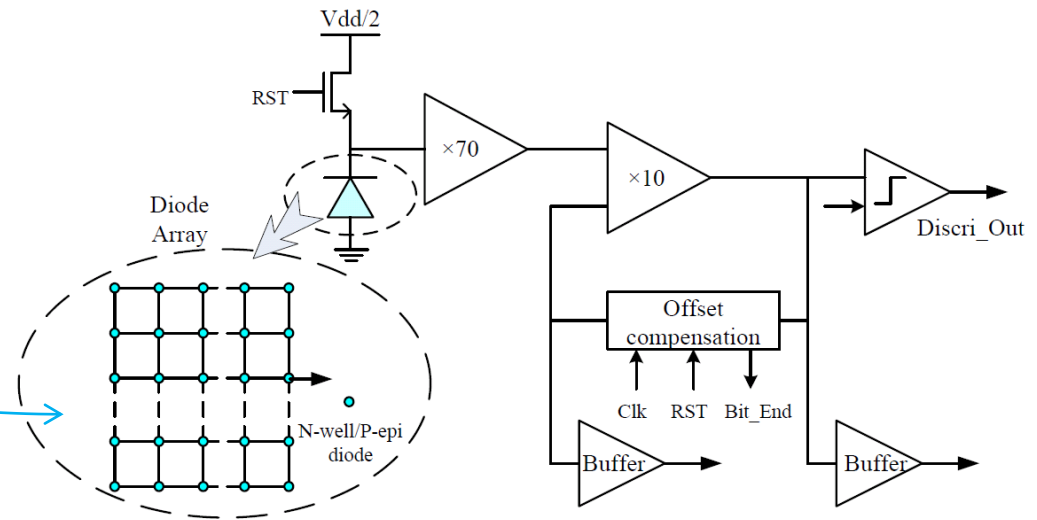 Vdd/2
RST
×70
×10
Diode
Array
Discri_Out
Offset
compensation
Clk
RST
Bit_End
N-well/P-epi
diode
Buffer
Buffer